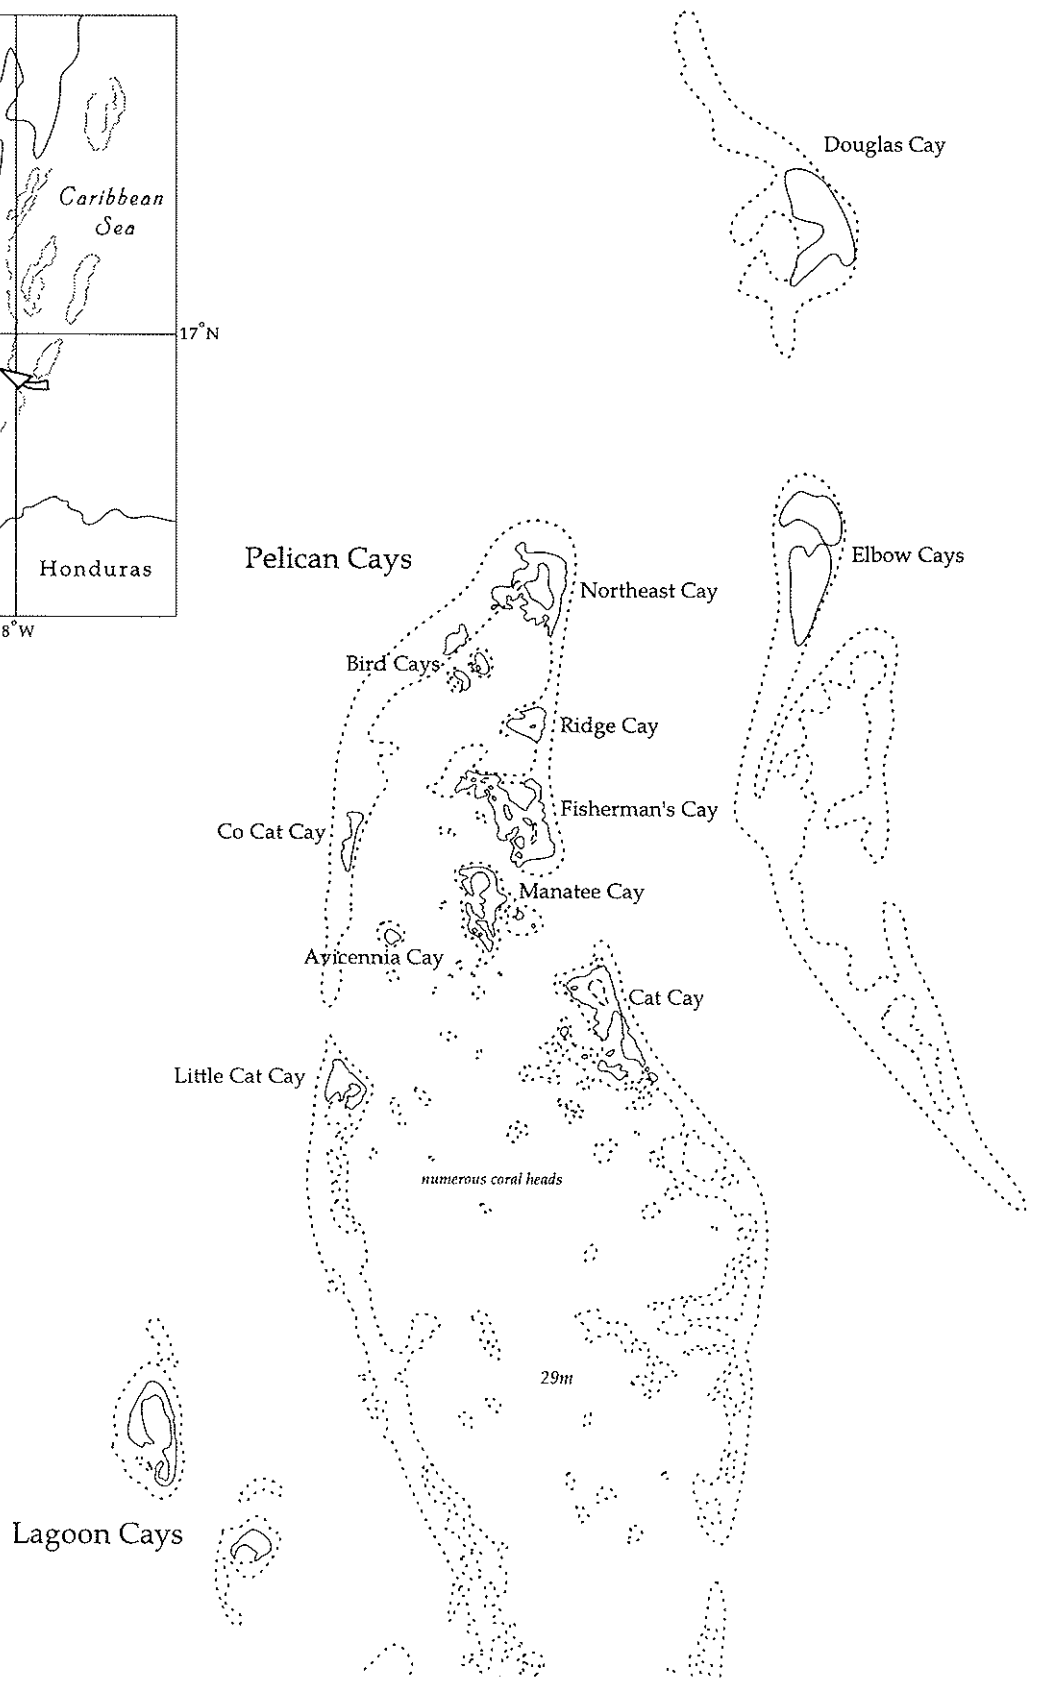 Douglas Cay
Caribbean
Sea
17°N
Honduras
8°W
Pelican Cays
Elbow Cays
Northeast Cay
Bird Cays
Ridge Cay
Fisherman's Cay
Co Cat Cay
Manatee Cay
Avicennia Cay
Cat Cay
Little Cat Cay
numerous coral heads
29m
Lagoon Cays